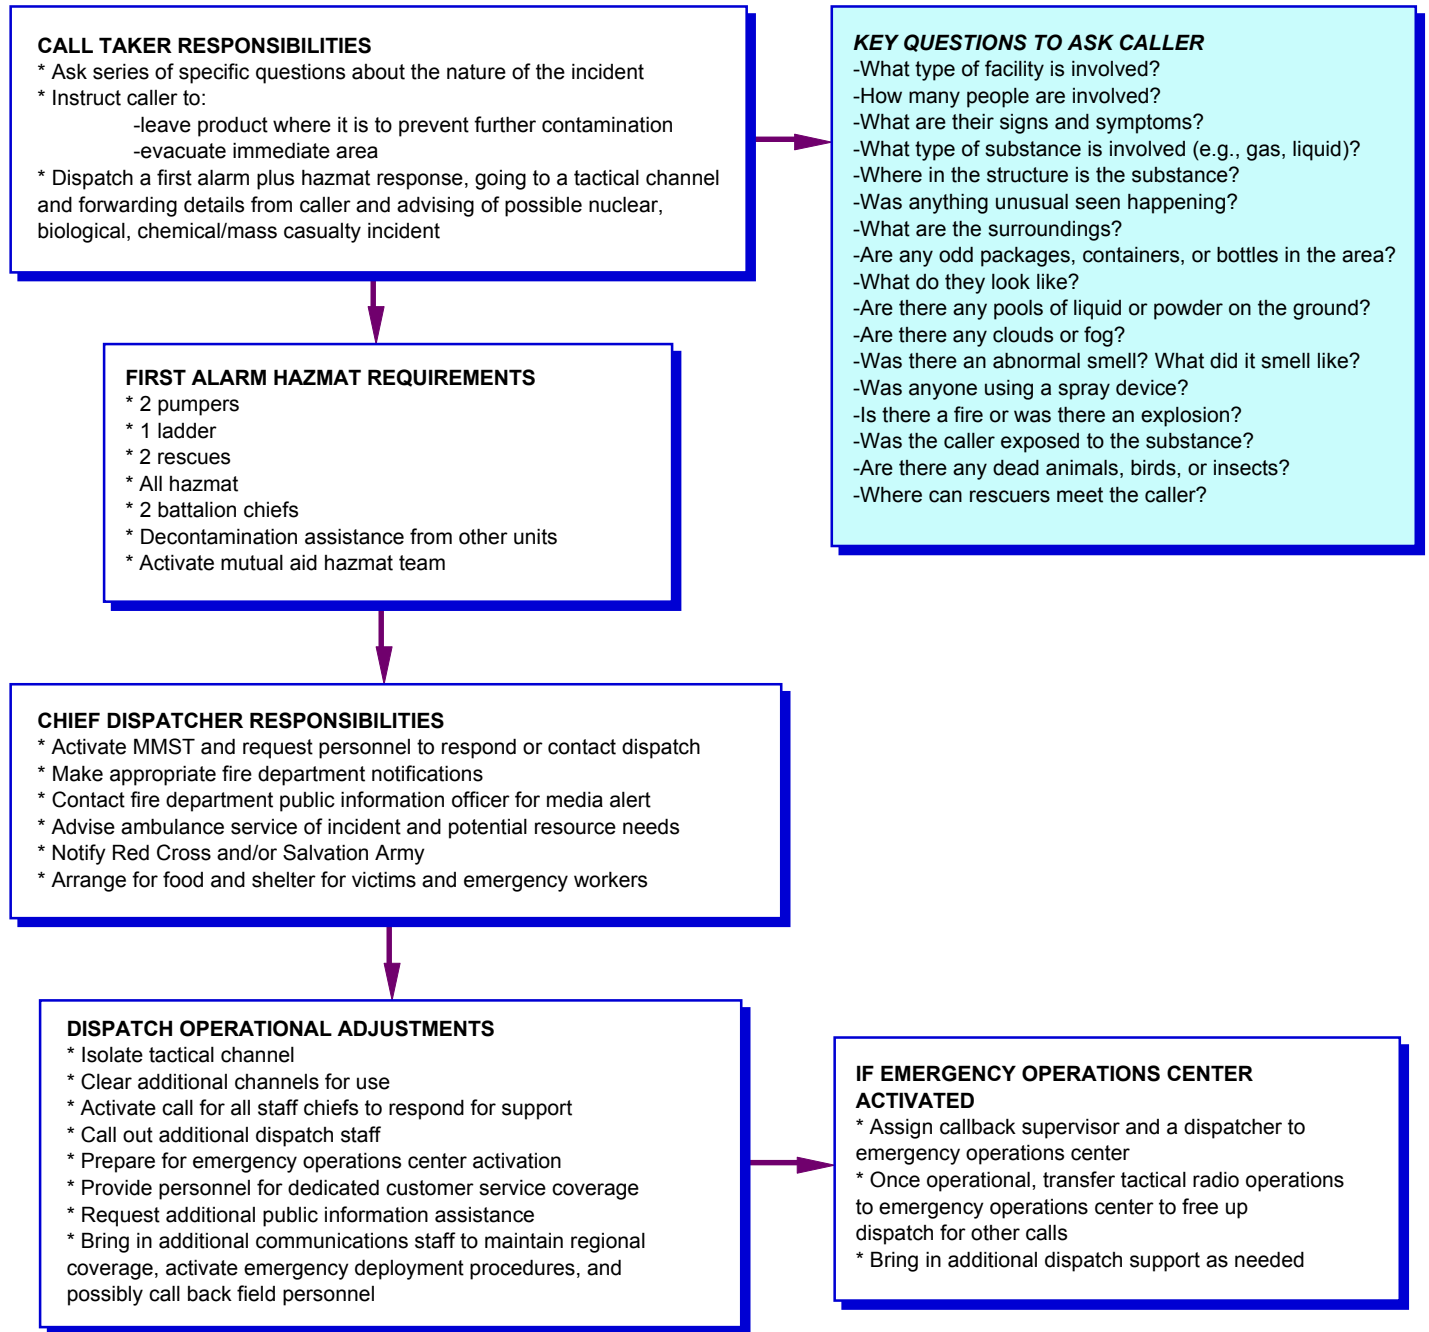 CALL TAKER RESPONSIBILITIES
* Ask series of specific questions about the nature of the incident
* Instruct caller to:
-leave product where it is to prevent further contamination
-evacuate immediate area
* Dispatch a first alarm plus hazmat response, going to a tactical channel
and forwarding details from caller and advising of possible nuclear,
biological, chemical/mass casualty incident
KEY QUESTIONS TO ASK CALLER
-What type of facility is involved?
-How many people are involved?
-What are their signs and symptoms?
-What type of substance is involved (e.g., gas, liquid)?
-Where in the structure is the substance?
-Was anything unusual seen happening?
-What are the surroundings?
-Are any odd packages, containers, or bottles in the area?
-What do they look like?
-Are there any pools of liquid or powder on the ground?
-Are there any clouds or fog?
-Was there an abnormal smell? What did it smell like?
-Was anyone using a spray device?
-Is there a fire or was there an explosion?
-Was the caller exposed to the substance?
-Are there any dead animals, birds, or insects?
-Where can rescuers meet the caller?
FIRST ALARM HAZMAT REQUIREMENTS
* 2 pumpers
* 1 ladder
* 2 rescues
* All hazmat
* 2 battalion chiefs
* Decontamination assistance from other units
* Activate mutual aid hazmat team
CHIEF DISPATCHER RESPONSIBILITIES
* Activate MMST and request personnel to respond or contact dispatch
* Make appropriate fire department notifications
* Contact fire department public information officer for media alert
* Advise ambulance service of incident and potential resource needs
* Notify Red Cross and/or Salvation Army
* Arrange for food and shelter for victims and emergency workers
DISPATCH OPERATIONAL ADJUSTMENTS
* Isolate tactical channel
* Clear additional channels for use
* Activate call for all staff chiefs to respond for support
* Call out additional dispatch staff
* Prepare for emergency operations center activation
* Provide personnel for dedicated customer service coverage
* Request additional public information assistance
* Bring in additional communications staff to maintain regional
coverage, activate emergency deployment procedures, and
possibly call back field personnel
IF EMERGENCY OPERATIONS CENTER
ACTIVATED
* Assign callback supervisor and a dispatcher to
emergency operations center
* Once operational, transfer tactical radio operations
to emergency operations center to free up
dispatch for other calls
* Bring in additional dispatch support as needed